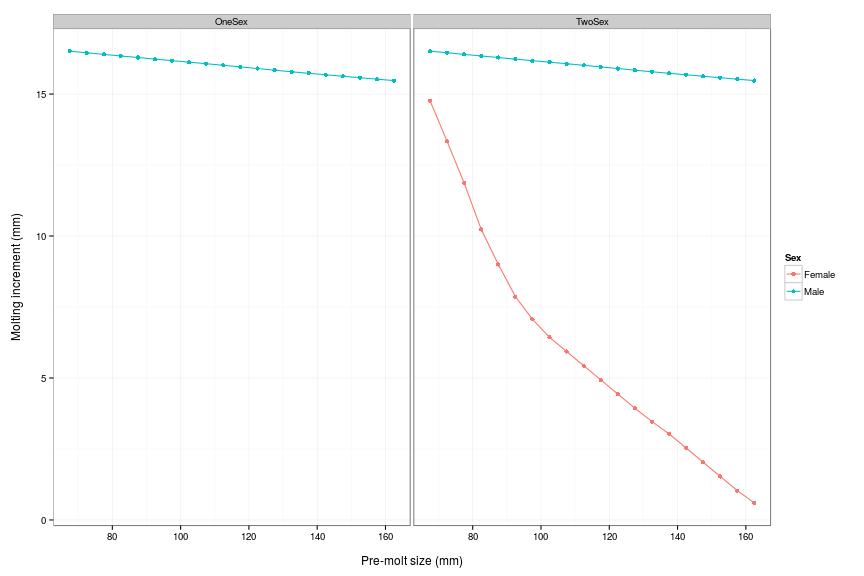 OneSex
TwoSex
15
10
5
0
80
100
120
140
160
80
100
120
140
160
Molting increment (mm)
Pre-molt size (mm)
Sex
Female
Male